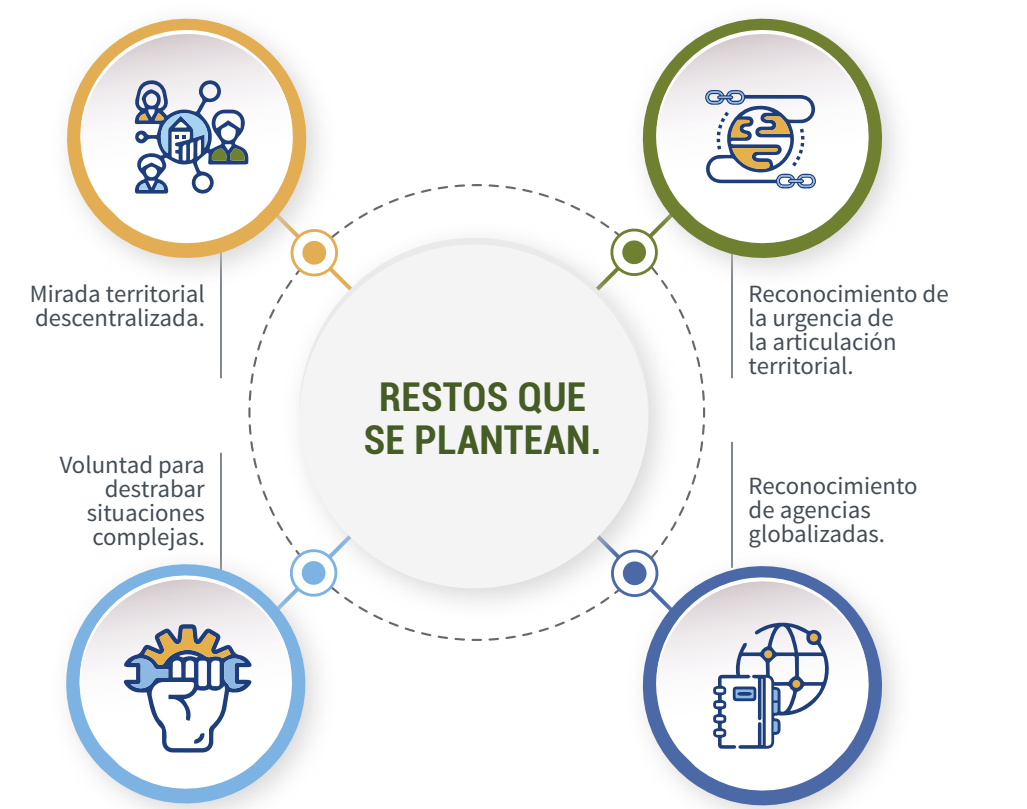 Mirada territorial
descentralizada.
Reconocimiento de
la urgencia de
la articulación
territorial.
RESTOS QUE
SE PLANTEAN.
Voluntad para
destrabar
situaciones
complejas.
Reconocimiento
de agencias
globalizadas.